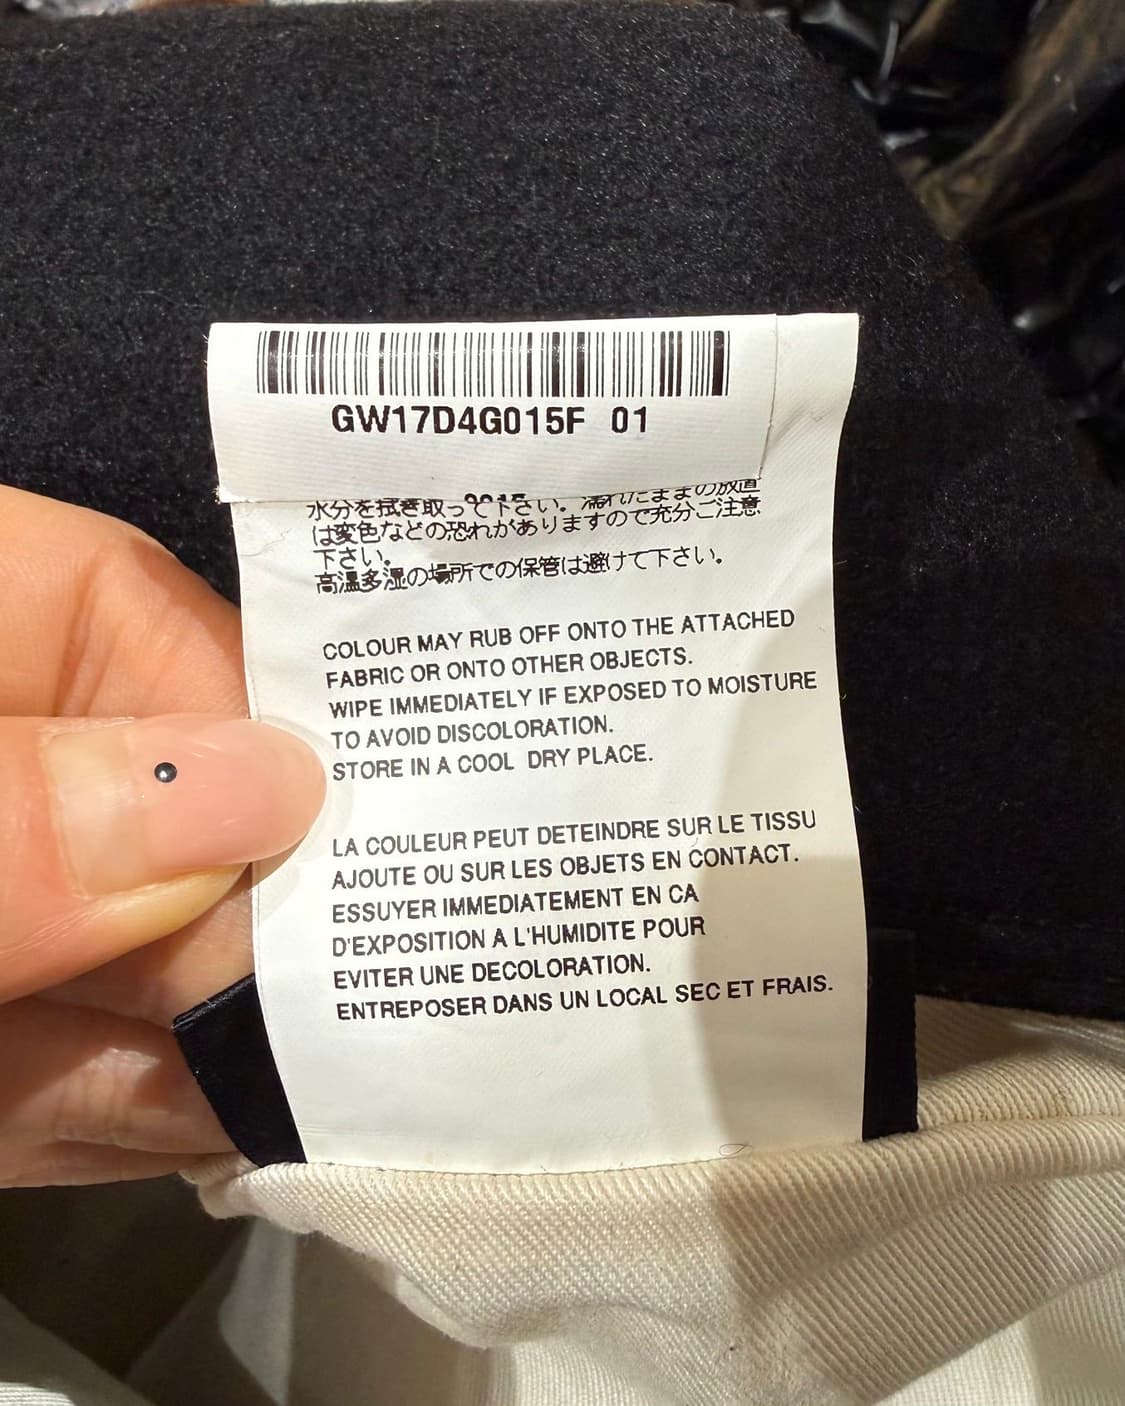 GW17D4G015F 01
水分を拭き取って下さい。濡れたままの放置
は変色などの恐れがありますので充分ご注意
下さい。
高温多湿の場所での保管は避けて下さい。
COLOUR MAY RUB OFF ONTO THE ATTACHED
FABRIC OR ONTO OTHER OBJECTS.
WIPE IMMEDIATELY IF EXPOSED TO MOISTURE
TO AVOID DISCOLORATION.
STORE IN A COOL DRY PLACE.
LA COULEUR PEUT DETEINDRE SUR LE TISSU
AJOUTE OU SUR LES OBJETS EN CONTACT.
ESSUYER IMMEDIATEMENT EN CA
D'EXPOSITION A L'HUMIDITE POUR
EVITER UNE DECOLORATION.
ENTREPOSER DANS UN LOCAL SEC ET FRAIS.